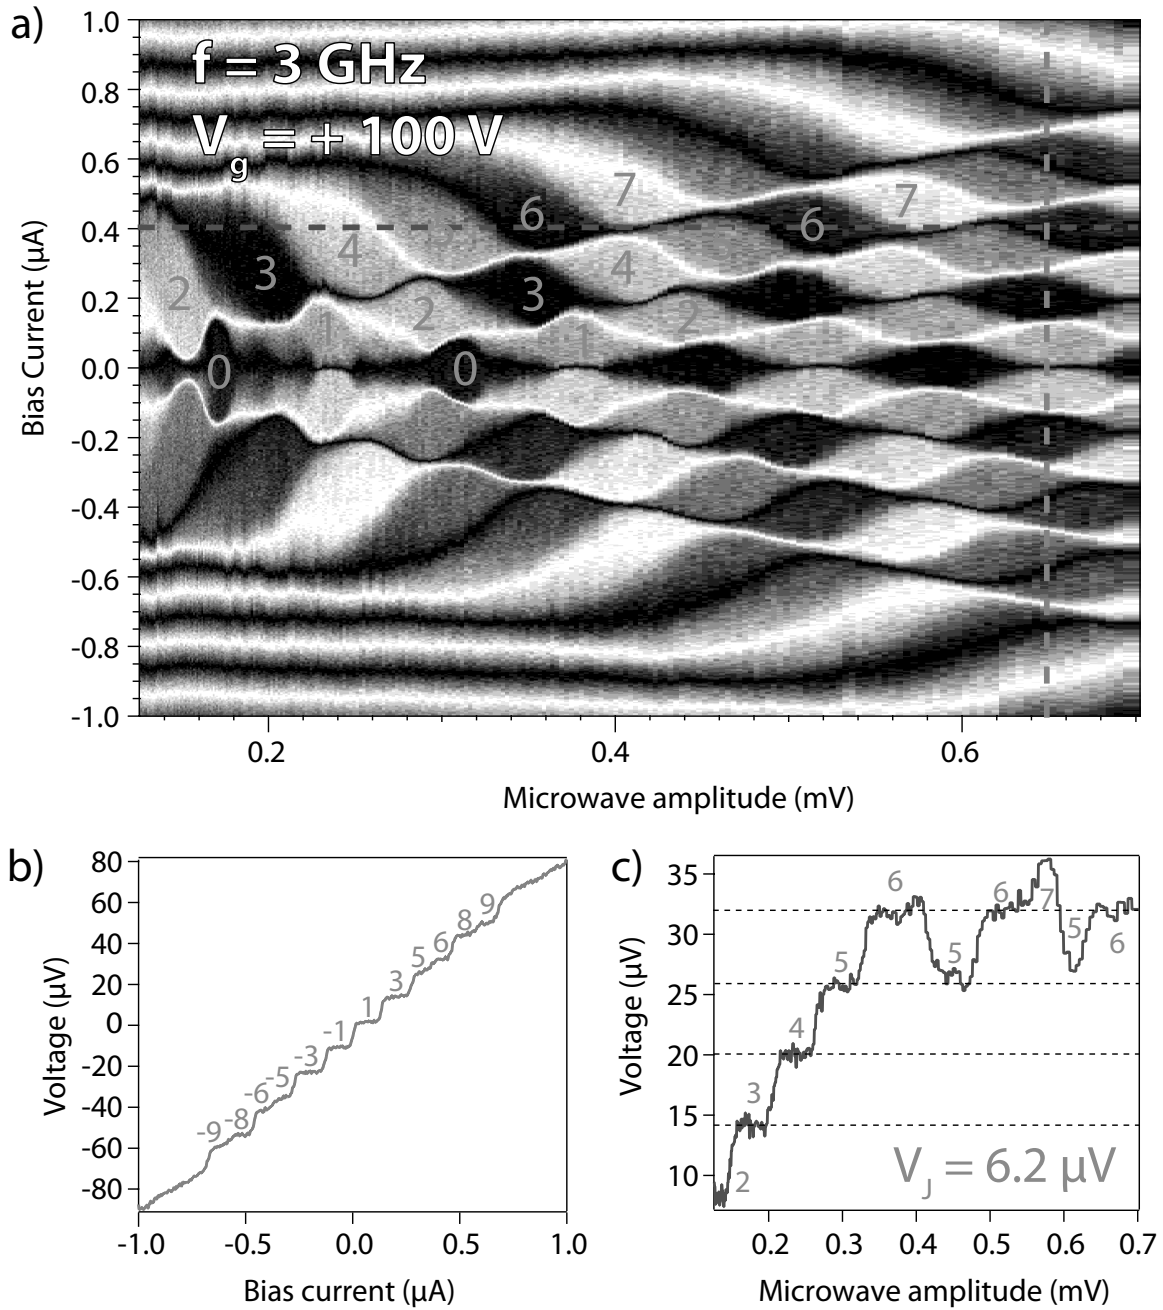 a)
f = 3 GHz
V_g = + 100 V
1.0
0.8
0.6
0.4
0.2
0.0
-0.2
-0.4
-0.6
-0.8
-1.0
Bias Current (μA)
2 3 4 5 6 7 6 7
0 1 2 0 3 1 4 2
0.2 0.4 0.6
Microwave amplitude (mV)
b)
80
60
40
20
0
-20
-40
-60
-80
Voltage (μV)
-9 -8 -6 -5 -3 -1 1 3 5 6 8 9
-1.0 -0.5 0.0 0.5 1.0
Bias current (μA)
c)
35
30
25
20
15
10
Voltage (μV)
2 3 4 5 6 5 6 7 5 6
V_J = 6.2 μV
0.2 0.3 0.4 0.5 0.6 0.7
Microwave amplitude (mV)